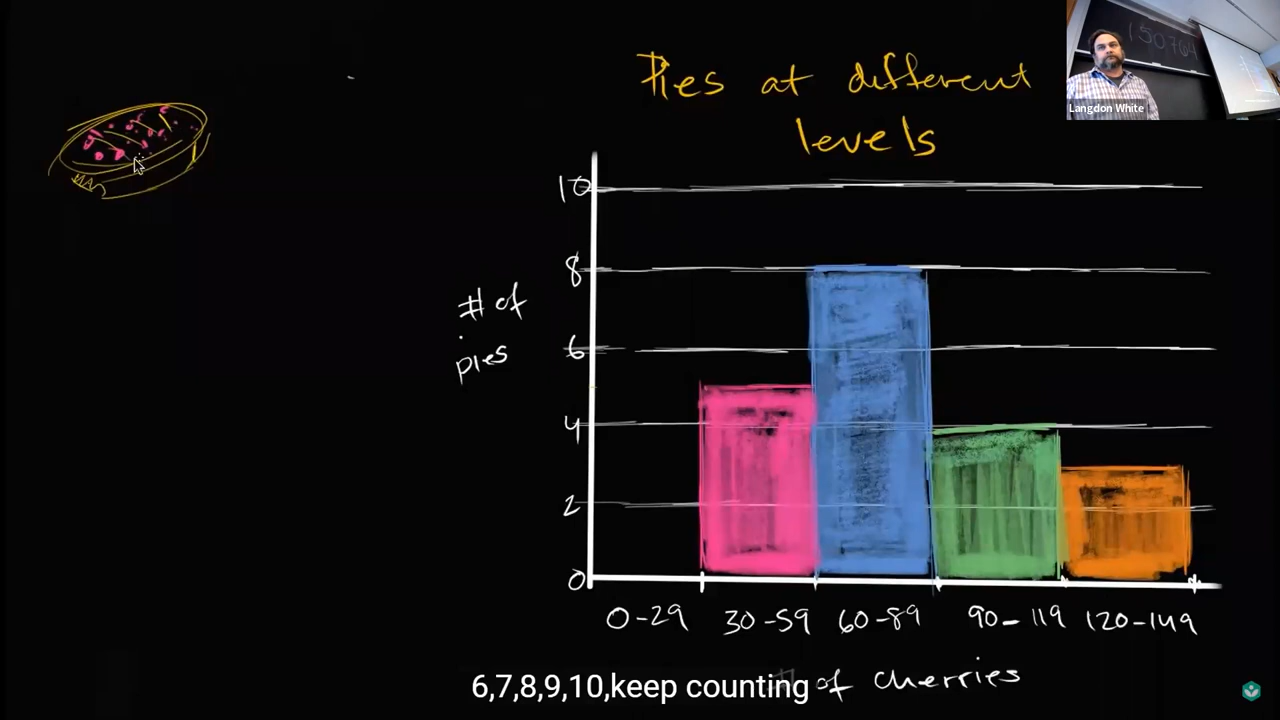 Pies at different
levels
150764
Langdon White
10
8
# of
pies
6
4
2
0
0-29 30-59 60-89 90-119 120-149
# of cherries
6,7,8,9,10,keep counting